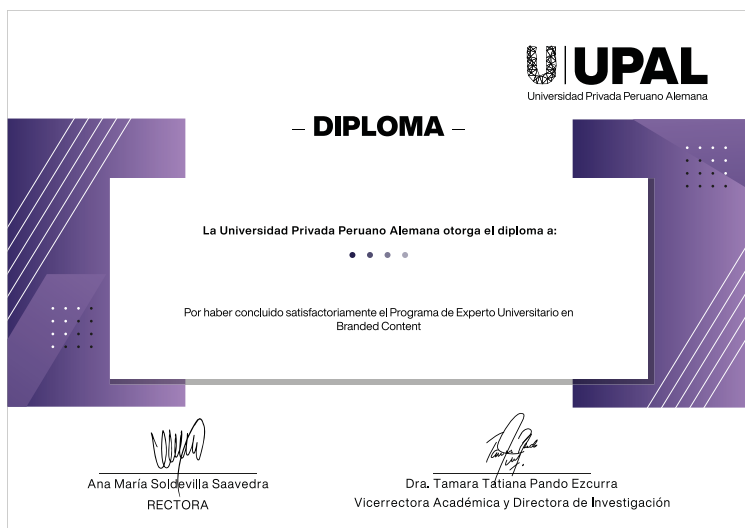 UPAL
Universidad Privada Peruano Alemana
– DIPLOMA –
La Universidad Privada Peruano Alemana otorga el diploma a:
Por haber concluido satisfactoriamente el Programa de Experto Universitario en
Branded Content
Ana María Soldevilla Saavedra
RECTORA
Dra. Tamara Tatiana Pando Ezcurra
Vicerrectora Académica y Directora de Investigación